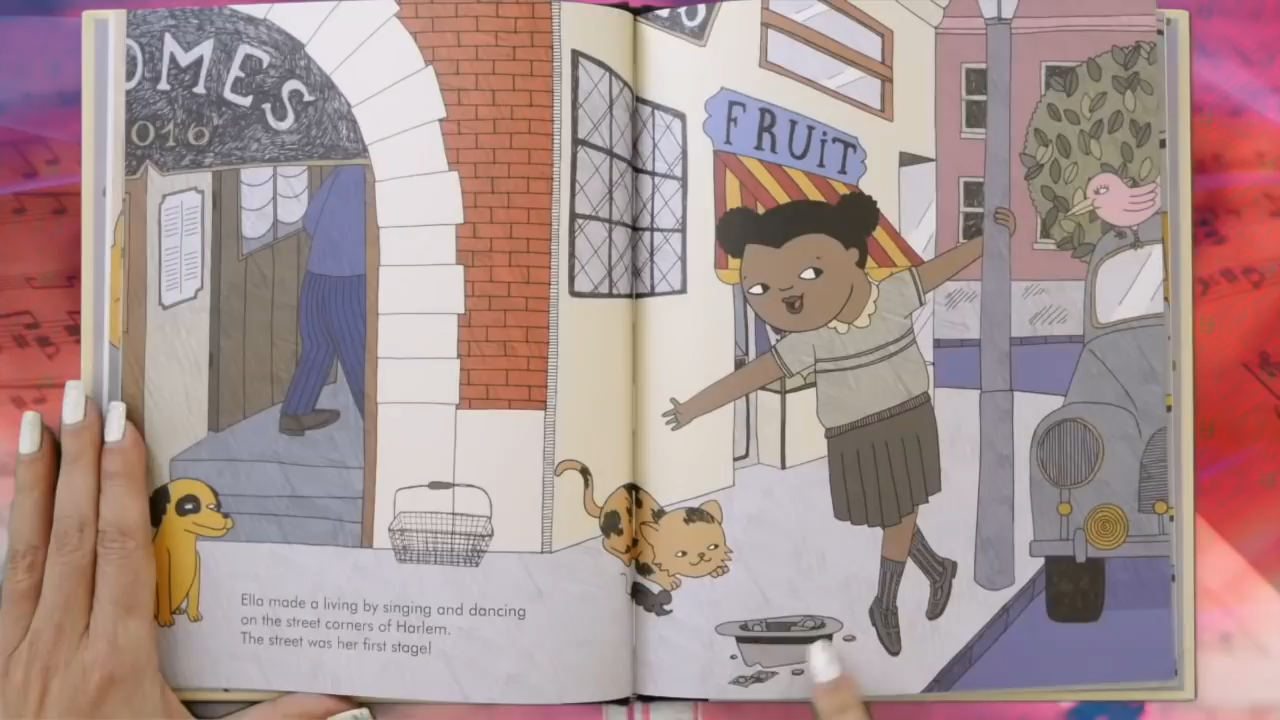 OMES
016
FRUiT
Ella made a living by singing and dancing
on the street corners of Harlem.
The street was her first stage!